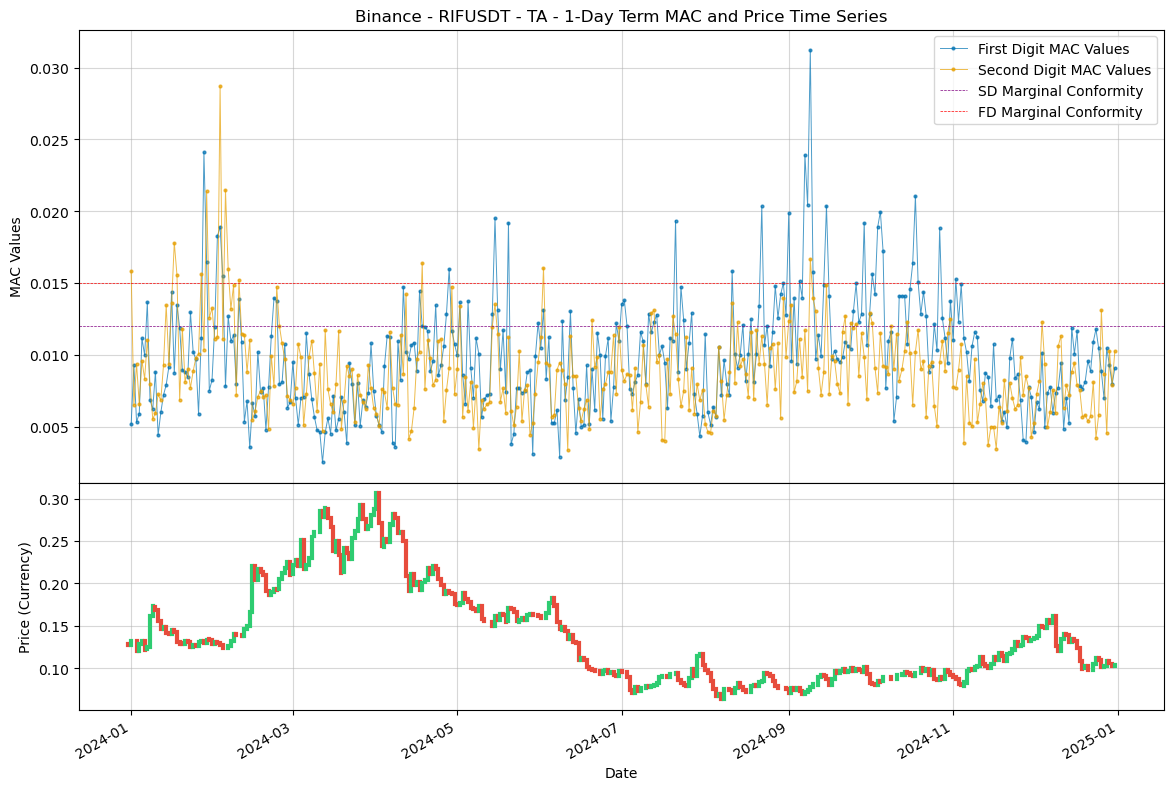 Binance - RIFUSDT - TA - 1-Day Term MAC and Price Time Series
First Digit MAC Values
Second Digit MAC Values
SD Marginal Conformity
FD Marginal Conformity
MAC Values
0.030
0.025
0.020
0.015
0.010
0.005
Price (Currency)
0.30
0.25
0.20
0.15
0.10
2024-01
2024-03
2024-05
2024-07
2024-09
2024-11
2025-01
Date